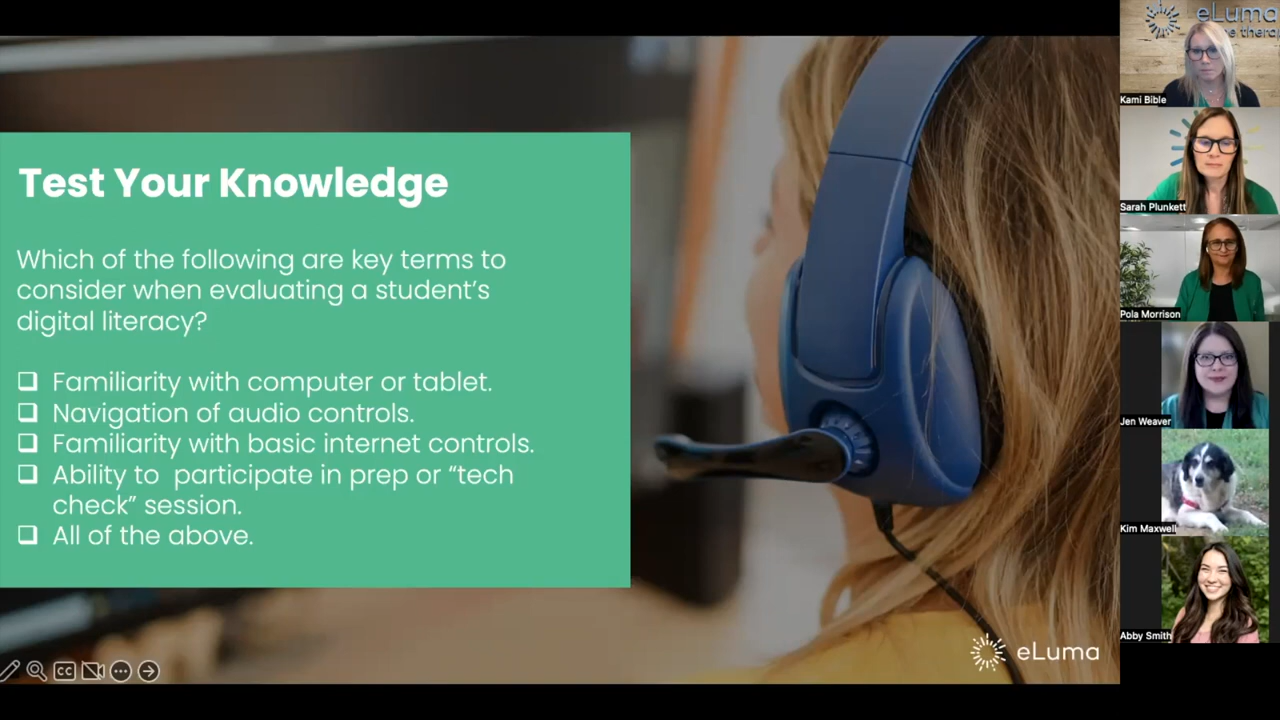 Test Your Knowledge
Which of the following are key terms to
consider when evaluating a student’s
digital literacy?
❑ Familiarity with computer or tablet.
❑ Navigation of audio controls.
❑ Familiarity with basic internet controls.
❑ Ability to participate in prep or “tech
check” session.
❑ All of the above.
eLuma
CC
eLuma
Kami Bible
Sarah Plunkett
Pola Morrison
Jen Weaver
Kim Maxwell
Abby Smith